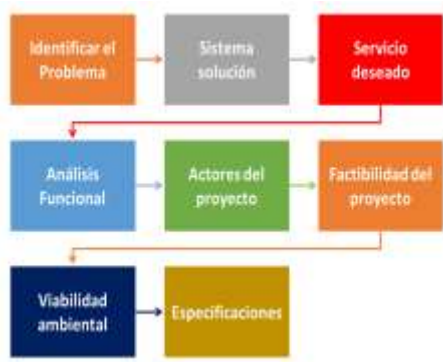 Identificar el
Problema
Sistema
solución
Servicio
deseado
Análisis
Funcional
Actores del
proyecto
Factibilidad del
proyecto
Viabilidad
ambiental
Especificaciones